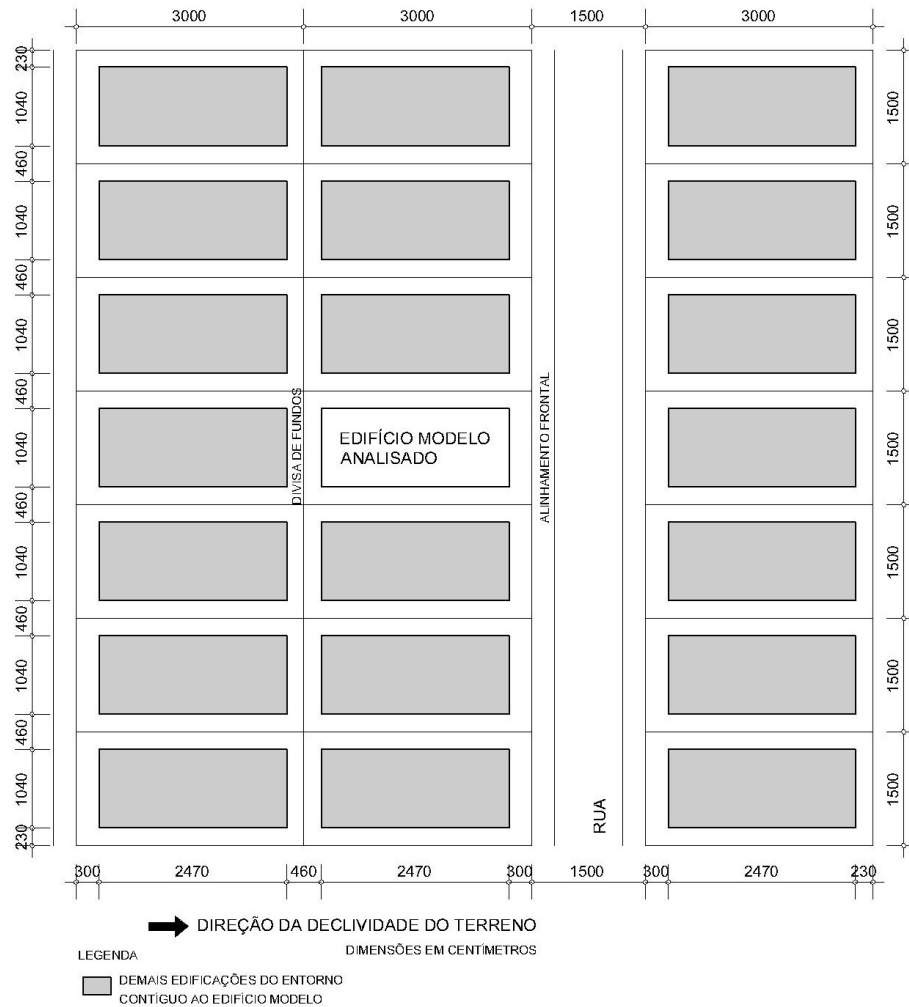 3000 3000 1500 3000
230
1040
460
1040
460
1040
460
1040
460
1040
460
1040
460
1040
230
1500
1500
1500
1500
1500
1500
1500
DIVISA DE FUNDOS
EDIFÍCIO MODELO
ANALISADO
ALINHAMENTO FRONTAL
RUA
300 2470 460 2470 300 1500 300 2470 230
DIREÇÃO DA DECLIVIDADE DO TERRENO
DIMENSÕES EM CENTÍMETROS
LEGENDA
DEMAIS EDIFICAÇÕES DO ENTORNO
CONTÍGUO AO EDIFÍCIO MODELO